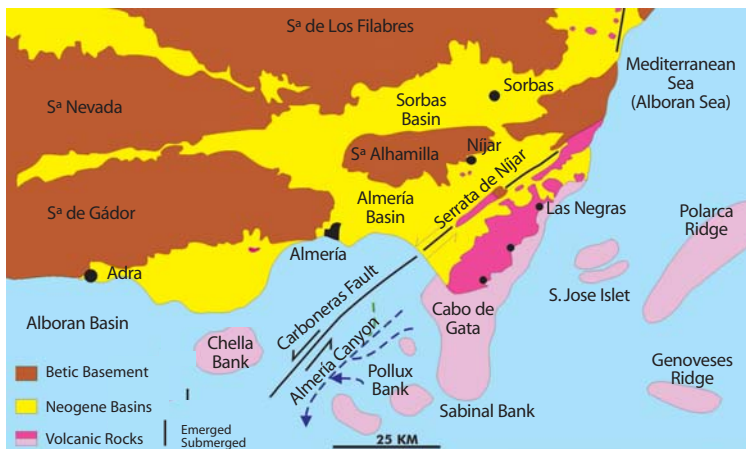 Sª de Los Filabres
Mediterranean
Sea
(Alboran Sea)
Sorbas
Sª Nevada
Sorbas
Basin
Níjar
Sª Alhamilla
Serrata de Níjar
Almería
Basin
Las Negras
Sª de Gádor
Polarca
Ridge
Almería
Adra
S. Jose Islet
Carboneras Fault
Cabo de
Gata
Alboran Basin
Chella
Bank
Almería Canyon
Pollux
Bank
Genoveses
Ridge
Betic Basement
Neogene Basins
Sabinal Bank
Volcanic Rocks
Emerged
Submerged
25 KM